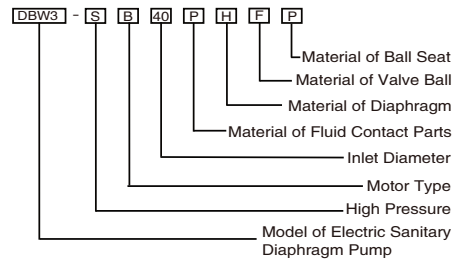 DBW3 - S B 40 P H F P
Material of Ball Seat
Material of Valve Ball
Material of Diaphragm
Material of Fluid Contact Parts
Inlet Diameter
Motor Type
High Pressure
Model of Electric Sanitary
Diaphragm Pump